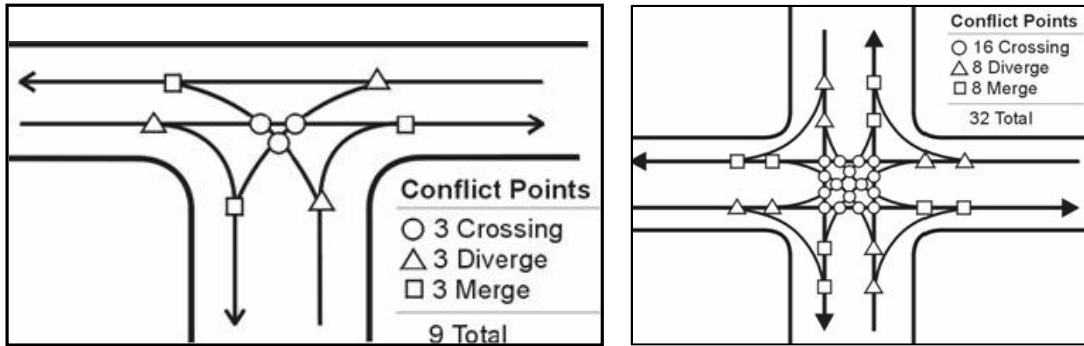 Conflict Points
3 Crossing
3 Diverge
3 Merge
9 Total
Conflict Points
16 Crossing
8 Diverge
8 Merge
32 Total